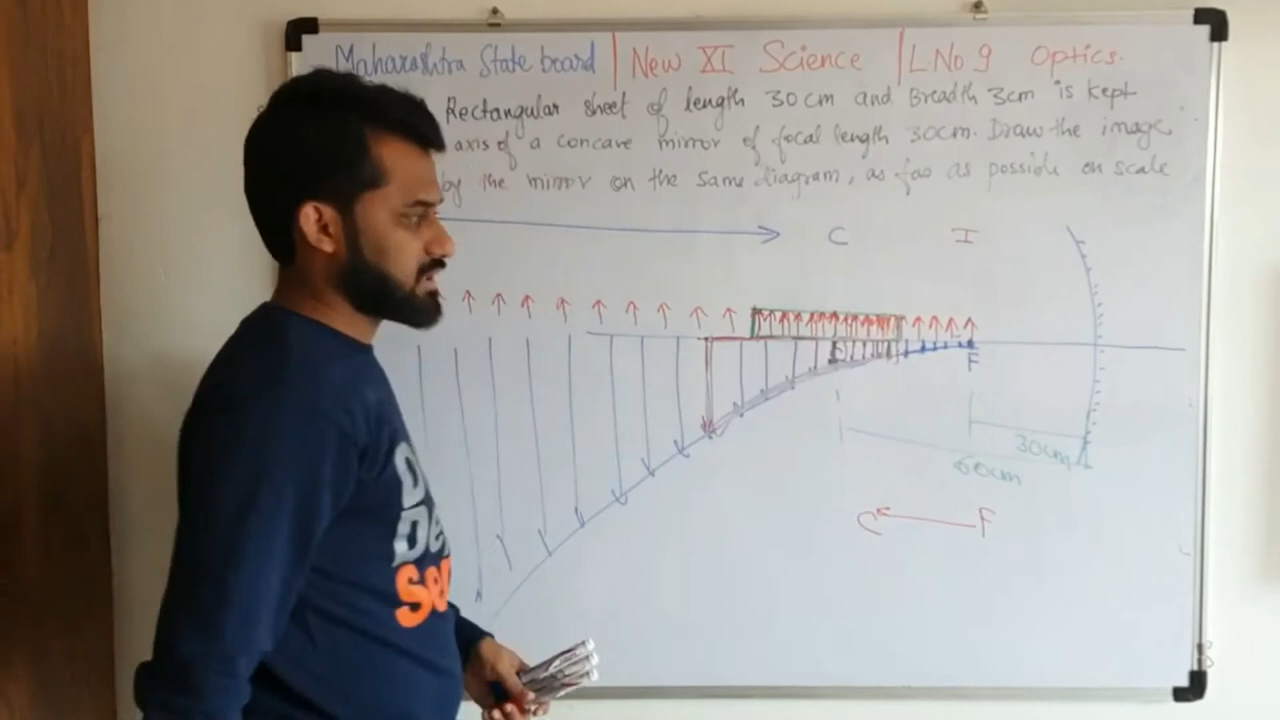 Maharashtra State board | New XI Science | L.No 9 Optics.
Rectangular sheet of length 30 cm and Breadth 3cm is kept
axis of a concave mirror of focal length 30cm. Draw the image
by the mirror on the same diagram, as far as possible on scale
C I
F
30cm
60cm
C F